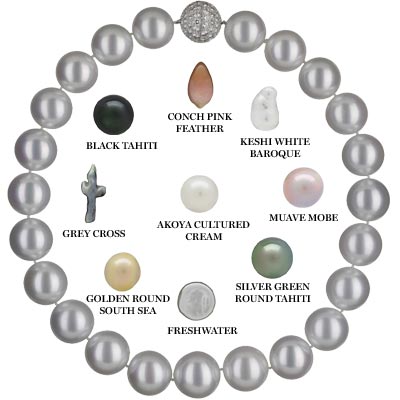 CONCH PINK
FEATHER
BLACK TAHITI
KESHI WHITE
BAROQUE
GREY CROSS
AKOYA CULTURED
CREAM
MUAVE MOBE
GOLDEN ROUND
SOUTH SEA
SILVER GREEN
ROUND TAHITI
FRESHWATER